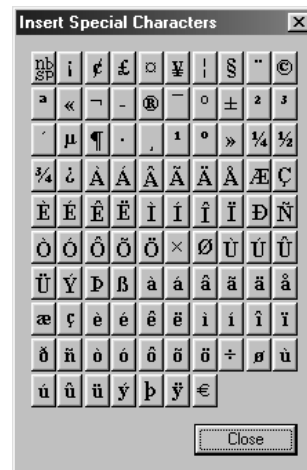 Insert Special Characters
nb SP ¡ ¢ £ ¤ ¥ ¦ § ¨ ©
ª « ¬ - ® ¯ ° ± ² ³
´ µ ¶ · ¸ ¹ º » ¼ ½
¾ ¿ À Á Â Ã Ä Å Æ Ç
È É Ê Ë Ì Í Î Ï Ð Ñ
Ò Ó Ô Õ Ö × Ø Ù Ú Û
Ü Ý Þ ß à á â ã ä å
æ ç è é ê ë ì í î ï
ð ñ ò ó ô õ ö ÷ ø ù
ú û ü ý þ ÿ €
Close